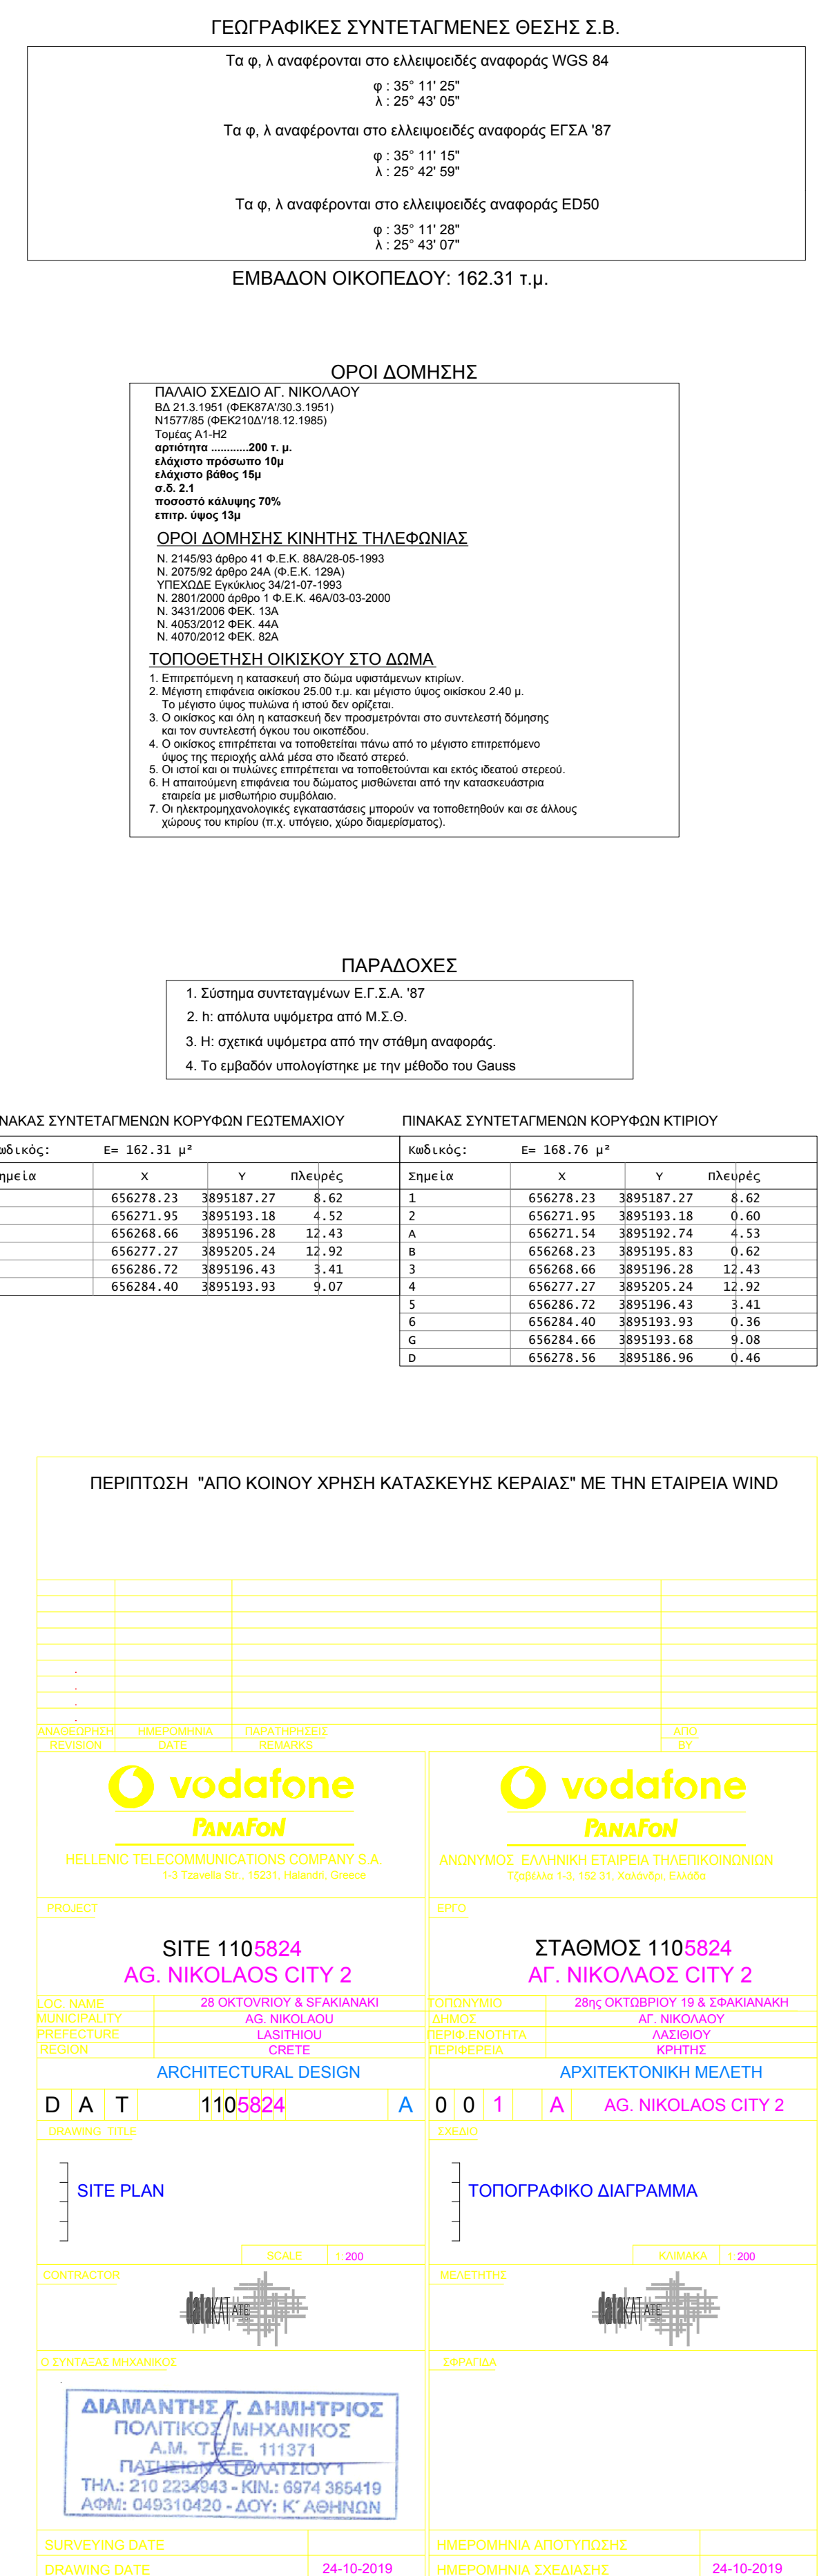 ΓΕΩΓΡΑΦΙΚΕΣ ΣΥΝΤΕΤΑΓΜΕΝΕΣ ΘΕΣΗΣ Σ.Β.
Τα φ, λ αναφέρονται στο ελλειψοειδές αναφοράς WGS 84
φ : 35° 11' 25"
λ : 25° 43' 05"
Τα φ, λ αναφέρονται στο ελλειψοειδές αναφοράς ΕΓΣΑ '87
φ : 35° 11' 15"
λ : 25° 42' 59"
Τα φ, λ αναφέρονται στο ελλειψοειδές αναφοράς ED50
φ : 35° 11' 28"
λ : 25° 43' 07"
ΕΜΒΑΔΟΝ ΟΙΚΟΠΕΔΟΥ: 162.31 τ.μ.
ΟΡΟΙ ΔΟΜΗΣΗΣ
ΠΑΛΑΙΟ ΣΧΕΔΙΟ ΑΓ. ΝΙΚΟΛΑΟΥ
ΒΔ 21.3.1951 (ΦΕΚ87Α'/30.3.1951)
Ν1577/85 (ΦΕΚ210Δ'/18.12.1985)
Τομέας Α1-Η2
αρτιότητα ............200 τ. μ.
ελάχιστο πρόσωπο 10μ
ελάχιστο βάθος 15μ
σ.δ. 2.1
ποσοστό κάλυψης 70%
επιτρ. ύψος 13μ
ΟΡΟΙ ΔΟΜΗΣΗΣ ΚΙΝΗΤΗΣ ΤΗΛΕΦΩΝΙΑΣ
Ν. 2145/93 άρθρο 41 Φ.Ε.Κ. 88Α/28-05-1993
Ν. 2075/92 άρθρο 24Α (Φ.Ε.Κ. 129Α)
ΥΠΕΧΩΔΕ Εγκύκλιος 34/21-07-1993
Ν. 2801/2000 άρθρο 1 Φ.Ε.Κ. 46Α/03-03-2000
Ν. 3431/2006 ΦΕΚ. 13Α
Ν. 4053/2012 ΦΕΚ. 44Α
Ν. 4070/2012 ΦΕΚ. 82Α
ΤΟΠΟΘΕΤΗΣΗ ΟΙΚΙΣΚΟΥ ΣΤΟ ΔΩΜΑ
1. Επιτρεπόμενη η κατασκευή στο δώμα υφιστάμενων κτιρίων.
2. Μέγιστη επιφάνεια οικίσκου 25.00 τ.μ. και μέγιστο ύψος οικίσκου 2.40 μ.
Το μέγιστο ύψος πυλώνα ή ιστού δεν ορίζεται.
3. Ο οικίσκος και όλη η κατασκευή δεν προσμετρόνται στο συντελεστή δόμησης
και τον συντελεστή όγκου του οικοπέδου.
4. Ο οικίσκος επιτρέπεται να τοποθετείται πάνω από το μέγιστο επιτρεπόμενο
ύψος της περιοχής αλλά μέσα στο ιδεατό στερεό.
5. Οι ιστοί και οι πυλώνες επιτρέπεται να τοποθετούνται και εκτός ιδεατού στερεού.
6. Η απαιτούμενη επιφάνεια του δώματος μισθώνεται από την κατασκευάστρια
εταιρεία με μισθωτήριο συμβόλαιο.
7. Οι ηλεκτρομηχανολογικές εγκαταστάσεις μπορούν να τοποθετηθούν και σε άλλους
χώρους του κτιρίου (π.χ. υπόγειο, χώρο διαμερίσματος).
ΠΑΡΑΔΟΧΕΣ
1. Σύστημα συντεταγμένων Ε.Γ.Σ.Α. '87
2. h: απόλυτα υψόμετρα από Μ.Σ.Θ.
3. Η: σχετικά υψόμετρα από την στάθμη αναφοράς.
4. Το εμβαδόν υπολογίστηκε με την μέθοδο του Gauss
ΝΑΚΑΣ ΣΥΝΤΕΤΑΓΜΕΝΩΝ ΚΟΡΥΦΩΝ ΓΕΩΤΕΜΑΧΙΟΥ
ωδικός: Ε= 162.31 μ²
ημεία Χ Υ Πλευρές
656278.23 3895187.27 8.62
656271.95 3895193.18 4.52
656268.66 3895196.28 12.43
656277.27 3895205.24 12.92
656286.72 3895196.43 3.41
656284.40 3895193.93 9.07
ΠΙΝΑΚΑΣ ΣΥΝΤΕΤΑΓΜΕΝΩΝ ΚΟΡΥΦΩΝ ΚΤΙΡΙΟΥ
Κωδικός: Ε= 168.76 μ²
Σημεία Χ Υ Πλευρές
1 656278.23 3895187.27 8.62
2 656271.95 3895193.18 0.60
A 656271.54 3895192.74 4.53
B 656268.23 3895195.83 0.62
3 656268.66 3895196.28 12.43
4 656277.27 3895205.24 12.92
5 656286.72 3895196.43 3.41
6 656284.40 3895193.93 0.36
G 656284.66 3895193.68 9.08
D 656278.56 3895186.96 0.46
ΠΕΡΙΠΤΩΣΗ "ΑΠΟ ΚΟΙΝΟΥ ΧΡΗΣΗ ΚΑΤΑΣΚΕΥΗΣ ΚΕΡΑΙΑΣ" ΜΕ ΤΗΝ ΕΤΑΙΡΕΙΑ WIND
ΑΝΑΘΕΩΡΗΣΗ ΗΜΕΡΟΜΗΝΙΑ ΠΑΡΑΤΗΡΗΣΕΙΣ ΑΠΟ
REVISION DATE REMARKS BY
vodafone
PANAFON
HELLENIC TELECOMMUNICATIONS COMPANY S.A.
1-3 Tzavella Str., 15231, Halandri, Greece
vodafone
PANAFON
ΑΝΩΝΥΜΟΣ ΕΛΛΗΝΙΚΗ ΕΤΑΙΡΕΙΑ ΤΗΛΕΠΙΚΟΙΝΩΝΙΩΝ
Τζαβέλλα 1-3, 152 31, Χαλάνδρι, Ελλάδα
PROJECT
SITE 1105824
AG. NIKOLAOS CITY 2
ΕΡΓΟ
ΣΤΑΘΜΟΣ 1105824
ΑΓ. ΝΙΚΟΛΑΟΣ CITY 2
LOC. NAME 28 OKTOVRIOU & SFAKIANAKI
MUNICIPALITY AG. NIKOLAOU
PREFECTURE LASITHIOU
REGION CRETE
ΤΟΠΩΝΥΜΙΟ 28ης ΟΚΤΩΒΡΙΟΥ 19 & ΣΦΑΚΙΑΝΑΚΗ
ΔΗΜΟΣ ΑΓ. ΝΙΚΟΛΑΟΥ
ΠΕΡΙΦ.ΕΝΟΤΗΤΑ ΛΑΣΙΘΙΟΥ
ΠΕΡΙΦΕΡΕΙΑ ΚΡΗΤΗΣ
ARCHITECTURAL DESIGN ΑΡΧΙΤΕΚΤΟΝΙΚΗ ΜΕΛΕΤΗ
D A T 1105824 A 0 0 1 A AG. NIKOLAOS CITY 2
DRAWING TITLE
SITE PLAN
SCALE 1:200
ΣΧΕΔΙΟ
ΤΟΠΟΓΡΑΦΙΚΟ ΔΙΑΓΡΑΜΜΑ
ΚΛΙΜΑΚΑ 1:200
CONTRACTOR
dataKAT ATE
ΜΕΛΕΤΗΤΗΣ
dataKAT ATE
Ο ΣΥΝΤΑΞΑΣ ΜΗΧΑΝΙΚΟΣ
ΣΦΡΑΓΙΔΑ
ΔΙΑΜΑΝΤΗΣ Γ. ΔΗΜΗΤΡΙΟΣ
ΠΟΛΙΤΙΚΟΣ ΜΗΧΑΝΙΚΟΣ
Α.Μ. Τ.Ε.Ε. 111371
ΠΑΤΗΣΙΩΝ & ΓΑΛΑΤΣΙΟΥ 1
ΤΗΛ.: 210 2234943 - ΚΙΝ.: 6974 365419
ΑΦΜ: 049310420 - ΔΟΥ: Κ΄ ΑΘΗΝΩΝ
SURVEYING DATE
DRAWING DATE 24-10-2019
ΗΜΕΡΟΜΗΝΙΑ ΑΠΟΤΥΠΩΣΗΣ
ΗΜΕΡΟΜΗΝΙΑ ΣΧΕΔΙΑΣΗΣ 24-10-2019